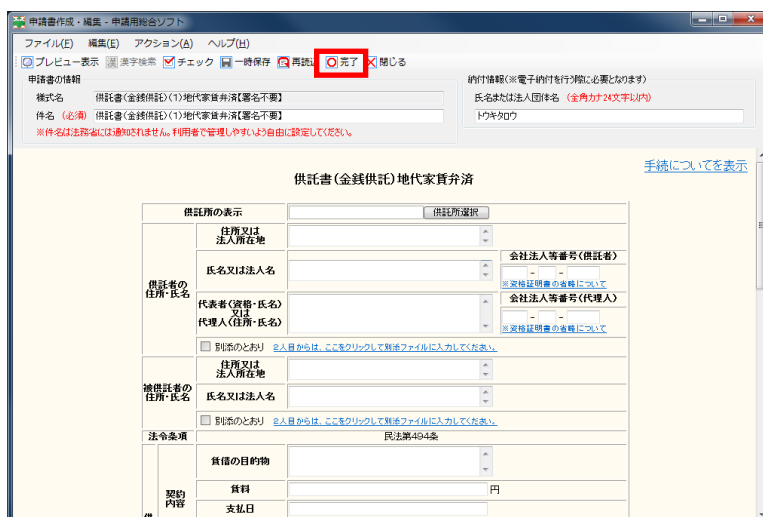 申請書作成・編集 - 申請用総合ソフト
ファイル(F) 編集(E) アクション(A) ヘルプ(H)
プレビュー表示 漢字検索 チェック 一時保存 再読込 完了 閉じる
申請書の情報
様式名 供託書(金銭供託)(1)地代家賃弁済【署名不要】
件名 (必須) 供託書(金銭供託)(1)地代家賃弁済【署名不要】
※件名は法務省には通知されません。利用者で管理しやすいよう自由に設定してください。
納付情報(※電子納付を行う際に必要となります)
氏名または法人団体名 (全角カナ24文字以内)
トウキタロウ
手続についてを表示
供託書(金銭供託)地代家賃弁済
供託所の表示 供託所選択
供託者の
住所・氏名
住所又は
法人所在地
氏名又は法人名
会社法人等番号(供託者)
- -
※資格証明書の省略について
代表者(資格・氏名)
又は
代理人(住所・氏名)
会社法人等番号(代理人)
- -
※資格証明書の省略について
別添のとおり 2人目からは、ここをクリックして別添ファイルに入力してください。
被供託者の
住所・氏名
住所又は
法人所在地
氏名又は法人名
別添のとおり 2人目からは、ここをクリックして別添ファイルに入力してください。
法令条項 民法第494条
契約
内容
賃借の目的物
賃料 円
支払日